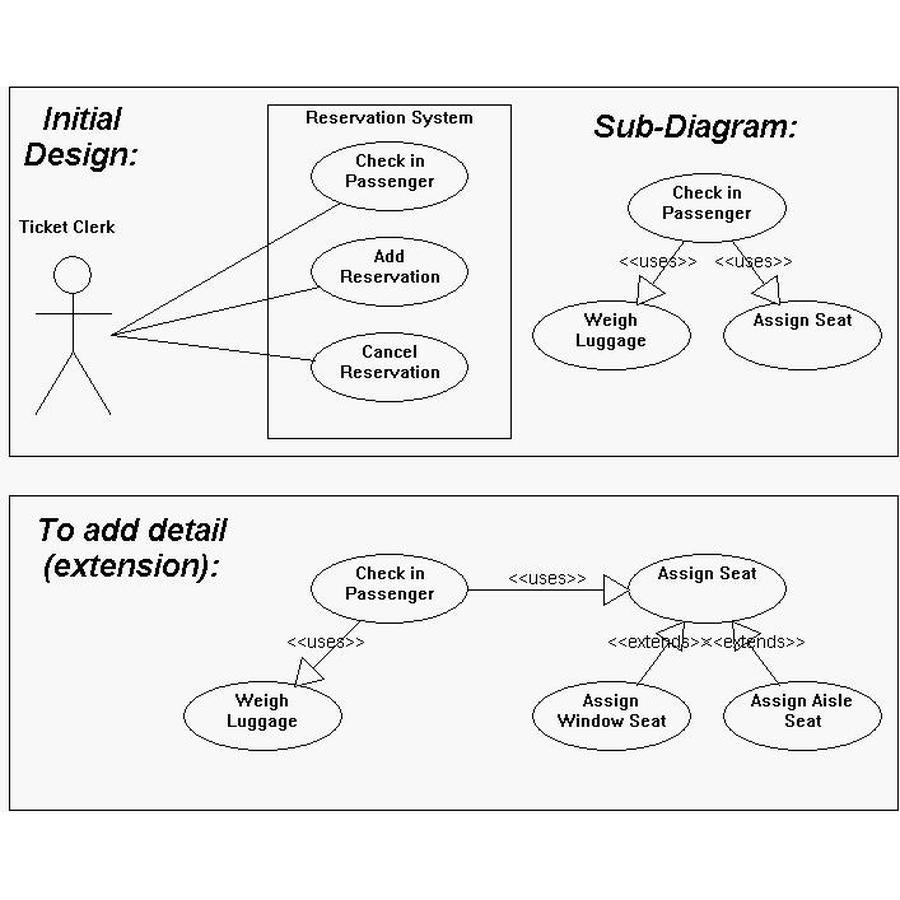 Initial
Design:
Ticket Clerk
Reservation System
Check in
Passenger
Add
Reservation
Cancel
Reservation
Sub-Diagram:
Check in
Passenger
<<uses>> <<uses>>
Weigh
Luggage
Assign Seat
To add detail
(extension):
Check in
Passenger
<<uses>>
Assign Seat
<<uses>>
<<extends>> <<extends>>
Weigh
Luggage
Assign
Window Seat
Assign Aisle
Seat